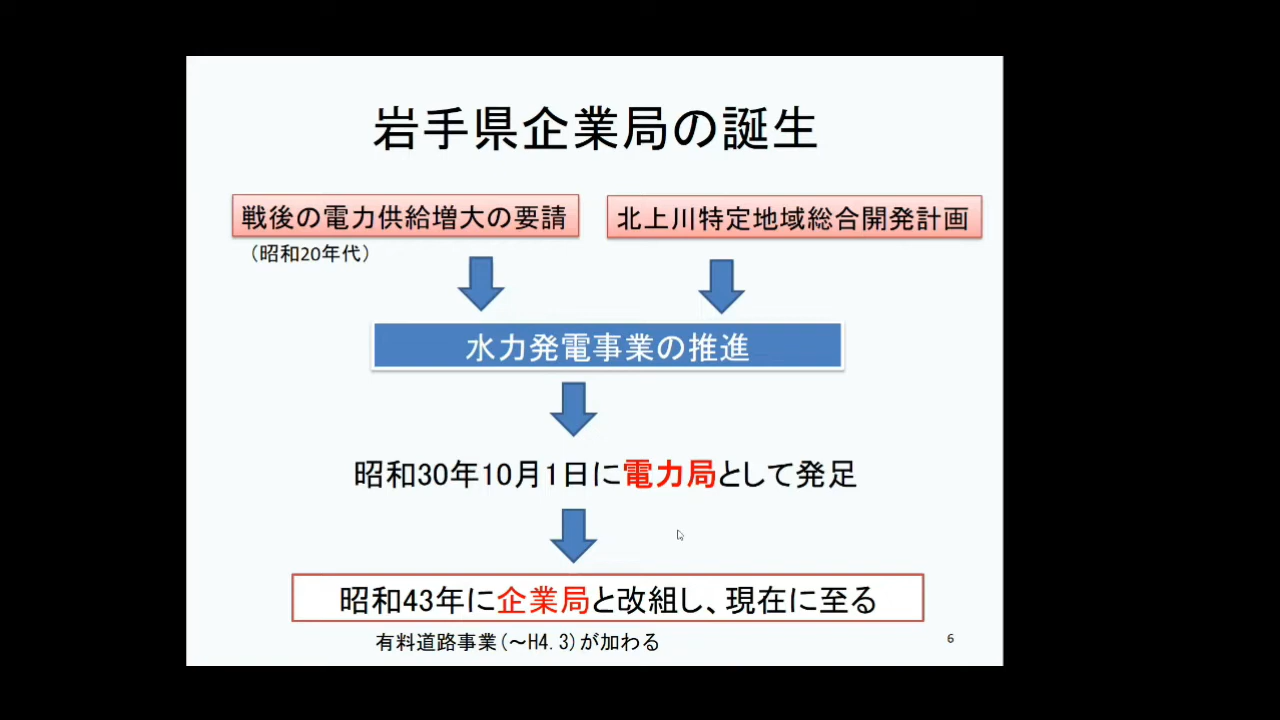 岩手県企業局の誕生
戦後の電力供給増大の要請
北上川特定地域総合開発計画
（昭和20年代）
水力発電事業の推進
昭和30年10月1日に電力局として発足
昭和43年に企業局と改組し、現在に至る
有料道路事業(～H4.3)が加わる
6